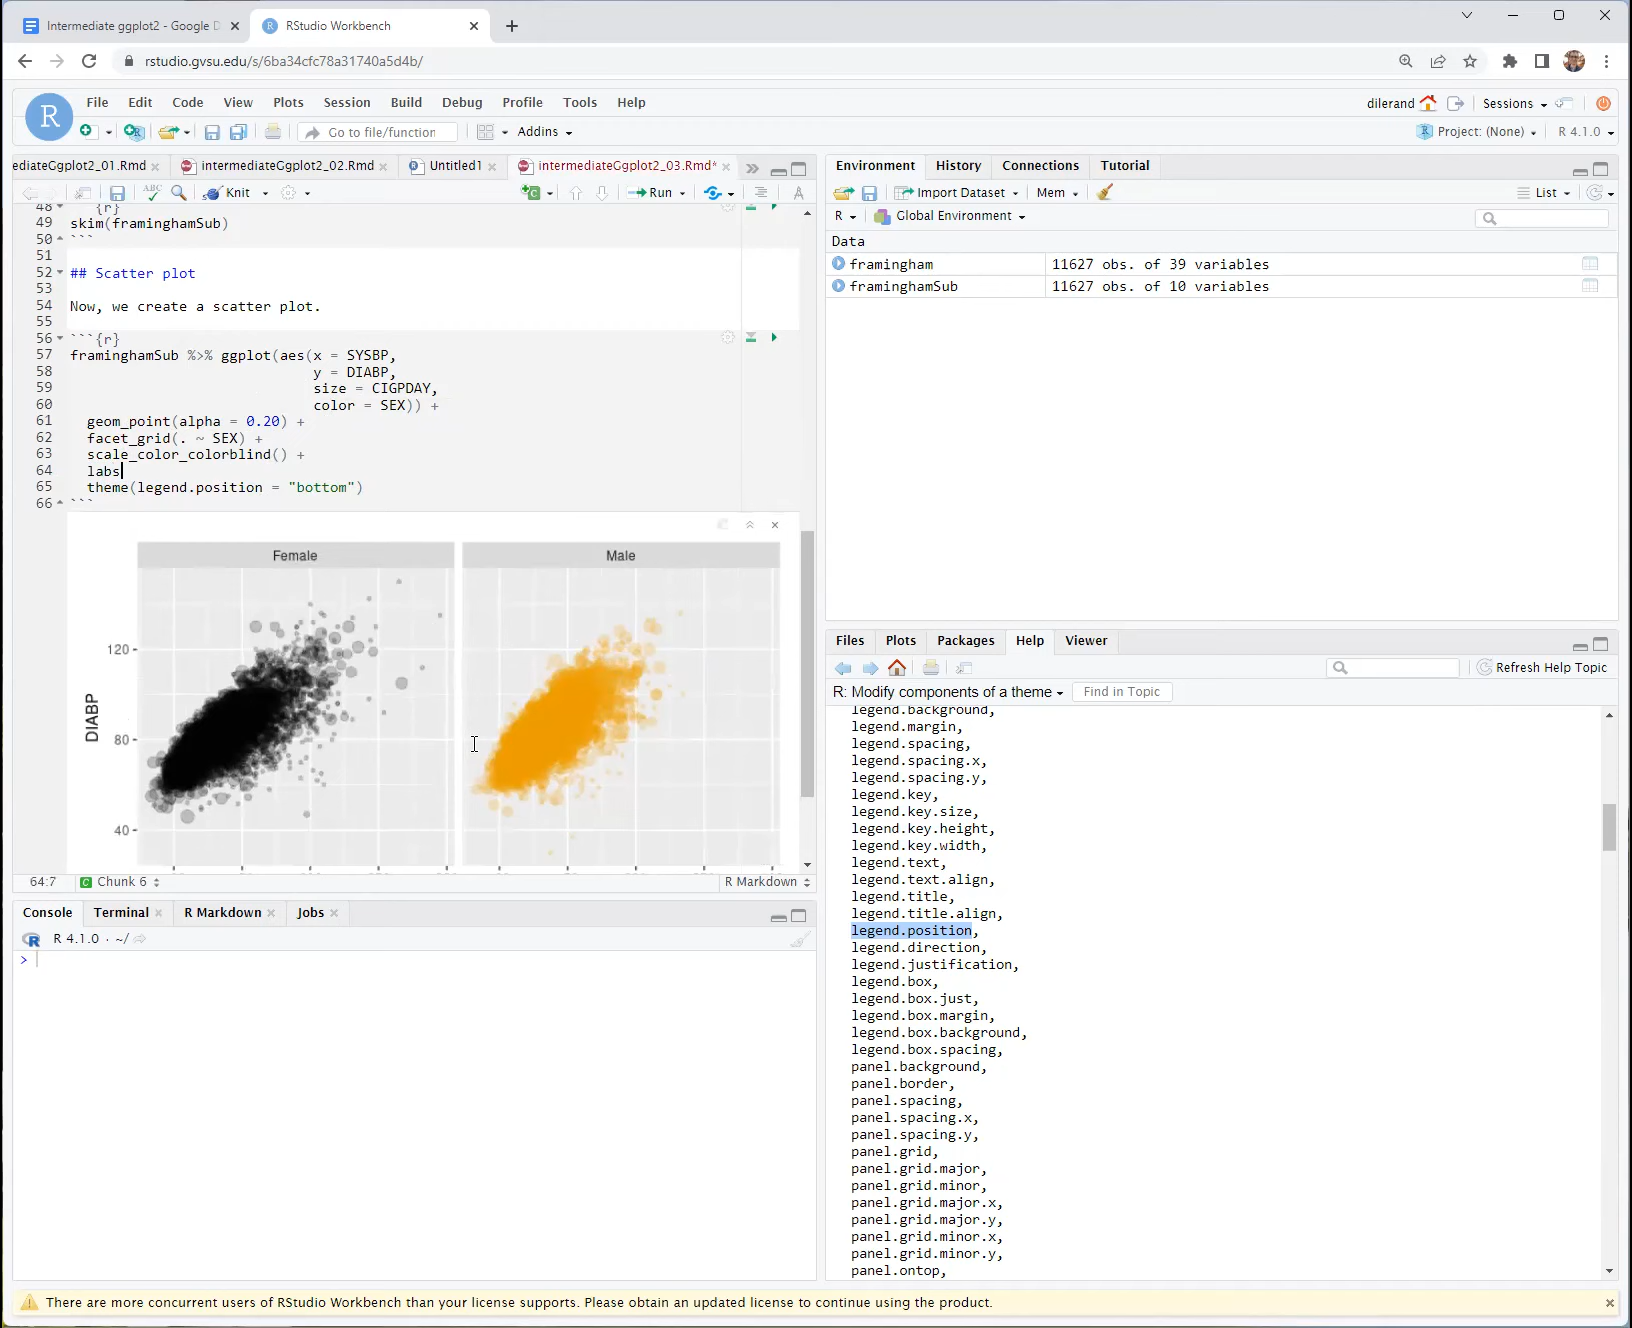 Intermediate ggplot2 - Google D
RStudio Workbench
rstudio.gvsu.edu/s/6ba34cfc78a31740a5d4b/
R
File Edit Code View Plots Session Build Debug Profile Tools Help
dilerand
Sessions
Go to file/function
Addins
Project: (None)
R 4.1.0
ediateGgplot2_01.Rmd
intermediateGgplot2_02.Rmd
Untitled1
intermediateGgplot2_03.Rmd*
ABC
Knit
Run
48 {r}
49 skim(framinghamSub)
50 ```
51
52 ## Scatter plot
53
54 Now, we create a scatter plot.
55
56 ```{r}
57 framinghamSub %>% ggplot(aes(x = SYSBP,
58 y = DIABP,
59 size = CIGPDAY,
60 color = SEX)) +
61 geom_point(alpha = 0.20) +
62 facet_grid(. ~ SEX) +
63 scale_color_colorblind() +
64 labs
65 theme(legend.position = "bottom")
66 ```
Female
Male
DIABP
120
80
40
64:7
C Chunk 6
R Markdown
Console Terminal R Markdown Jobs
R 4.1.0 · ~/
>
Environment History Connections Tutorial
Import Dataset
Mem
List
R
Global Environment
Data
framingham 11627 obs. of 39 variables
framinghamSub 11627 obs. of 10 variables
Files Plots Packages Help Viewer
Refresh Help Topic
R: Modify components of a theme
Find in Topic
legend.background,
legend.margin,
legend.spacing,
legend.spacing.x,
legend.spacing.y,
legend.key,
legend.key.size,
legend.key.height,
legend.key.width,
legend.text,
legend.text.align,
legend.title,
legend.title.align,
legend.position,
legend.direction,
legend.justification,
legend.box,
legend.box.just,
legend.box.margin,
legend.box.background,
legend.box.spacing,
panel.background,
panel.border,
panel.spacing,
panel.spacing.x,
panel.spacing.y,
panel.grid,
panel.grid.major,
panel.grid.minor,
panel.grid.major.x,
panel.grid.major.y,
panel.grid.minor.x,
panel.grid.minor.y,
panel.ontop,
There are more concurrent users of RStudio Workbench than your license supports. Please obtain an updated license to continue using the product.